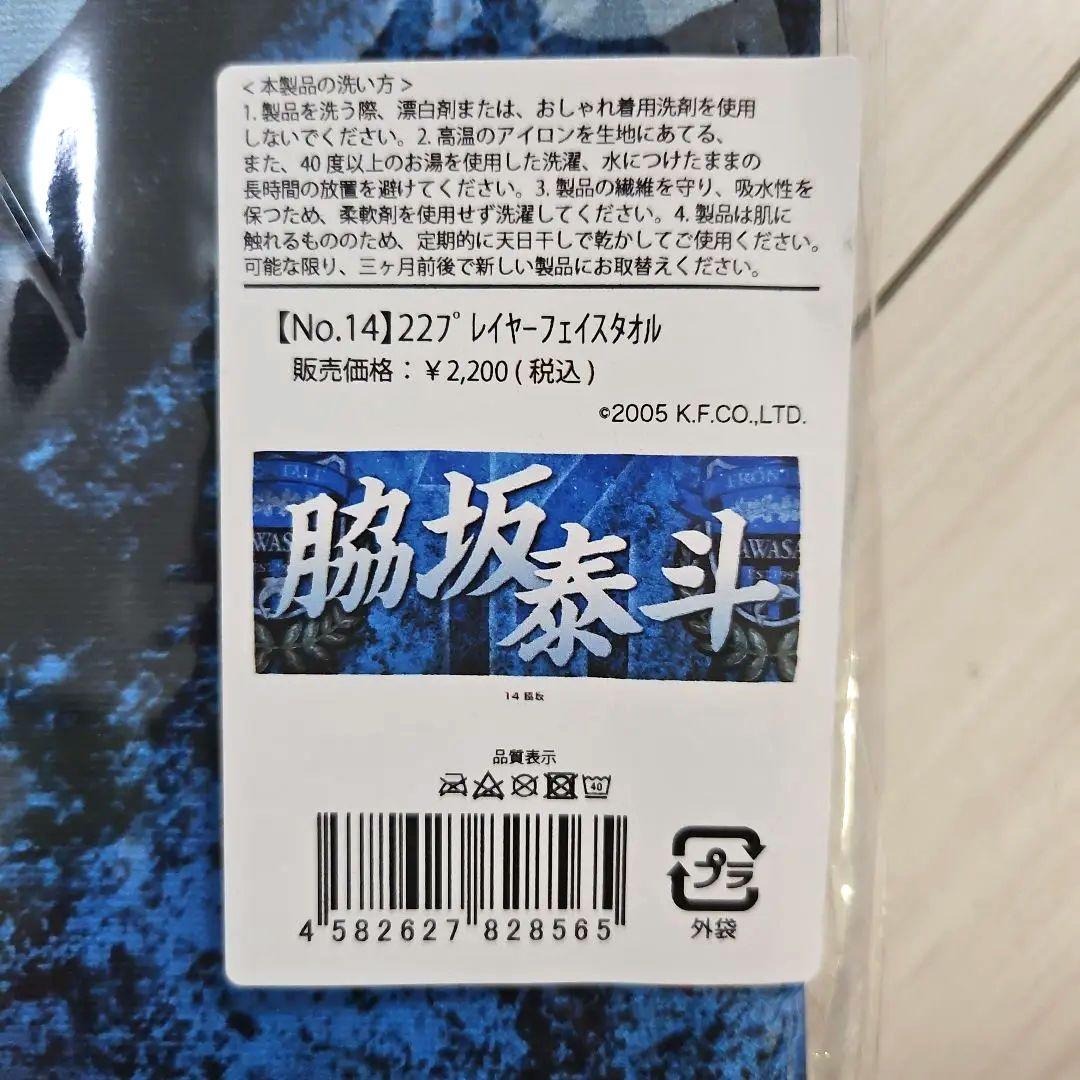 <本製品の洗い方>
1. 製品を洗う際、漂白剤または、おしゃれ着用洗剤を使用
しないでください。2. 高温のアイロンを生地にあてる、
また、40度以上のお湯を使用した洗濯、水につけたままの
長時間の放置を避けてください。3. 製品の繊維を守り、吸水性を
保つため、柔軟剤を使用せず洗濯してください。4. 製品は肌に
触れるもののため、定期的に天日干しで乾かしてご使用ください。
可能な限り、三ヶ月前後で新しい製品にお取替えください。
【No.14】22ﾌﾟﾚｲﾔｰﾌｪｲｽﾀｵﾙ
販売価格：￥2,200(税込)
©2005 K.F.CO.,LTD.
脇坂泰斗
品質表示
40
4 582627 828565
プラ
外袋